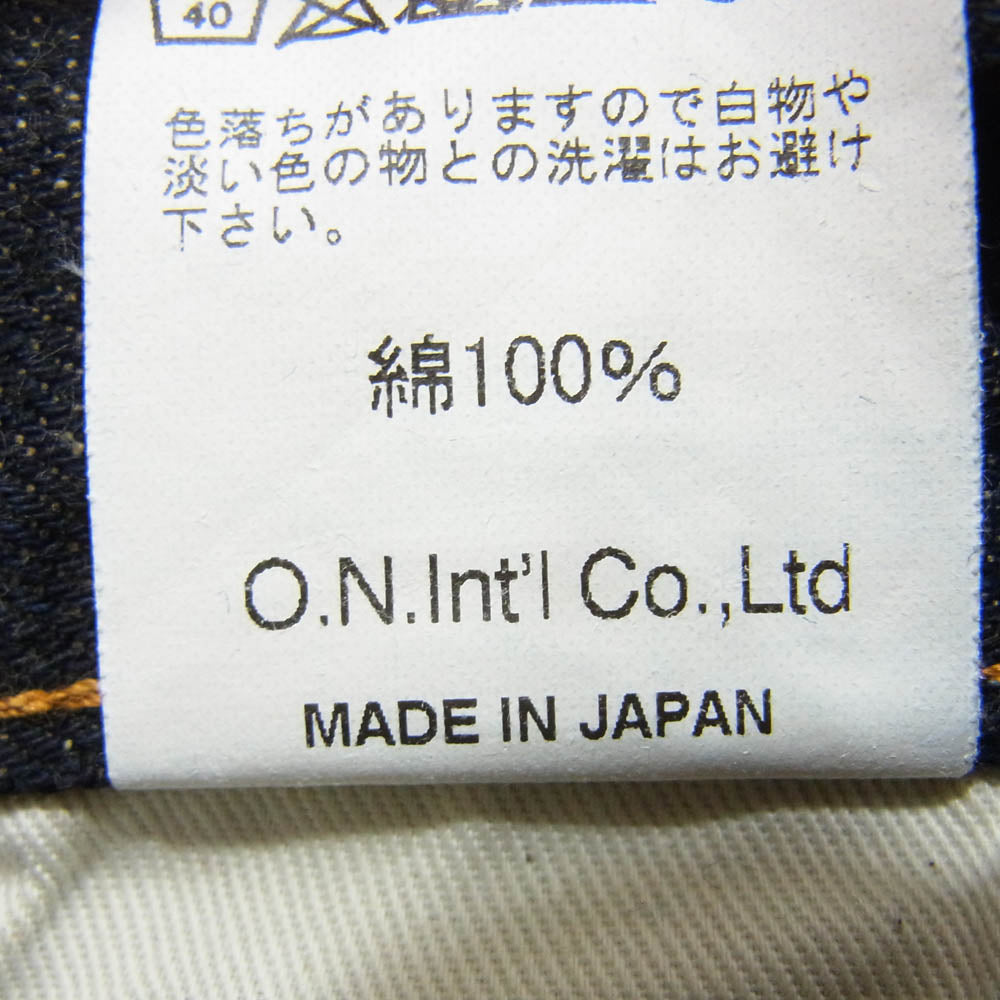 40
色落ちがありますので白物や
淡い色の物との洗濯はお避け
下さい。
綿100%
O.N.Int'l Co.,Ltd
MADE IN JAPAN